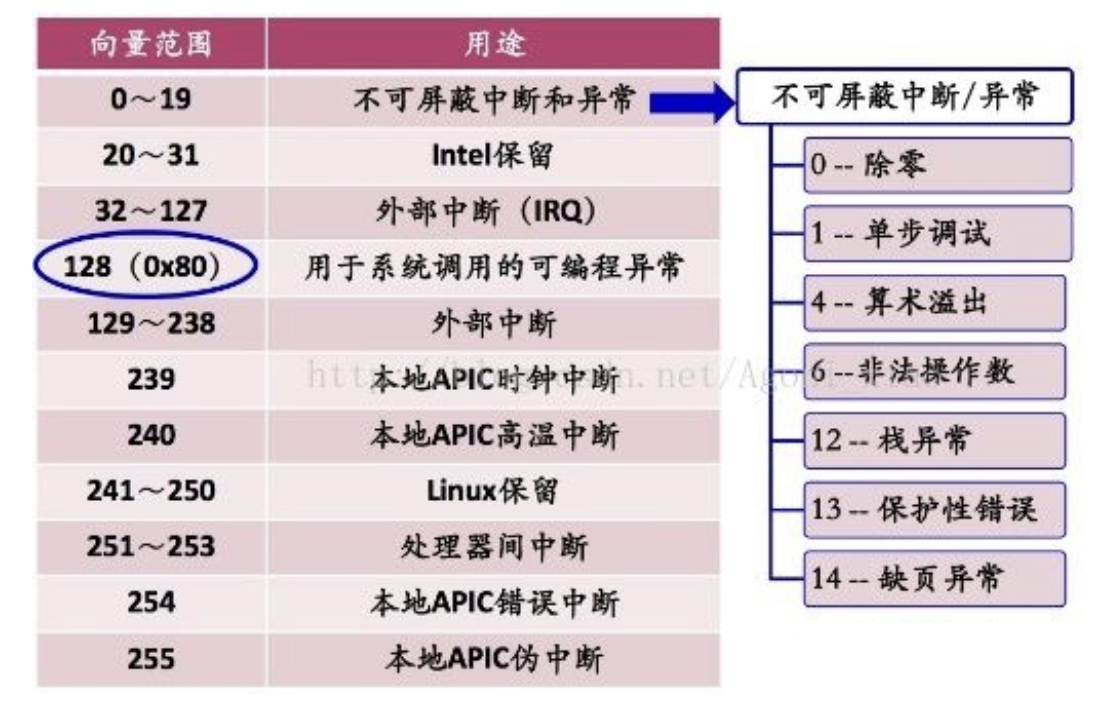 向量范围 用途
0～19 不可屏蔽中断和异常
20～31 Intel保留
32～127 外部中断（IRQ）
128（0x80） 用于系统调用的可编程异常
129～238 外部中断
239 本地APIC时钟中断
240 本地APIC高温中断
241～250 Linux保留
251～253 处理器间中断
254 本地APIC错误中断
255 本地APIC伪中断
不可屏蔽中断/异常
0 -- 除零
1 -- 单步调试
4 -- 算术溢出
6--非法操作数
12 -- 栈异常
13 -- 保护性错误
14 -- 缺页异常